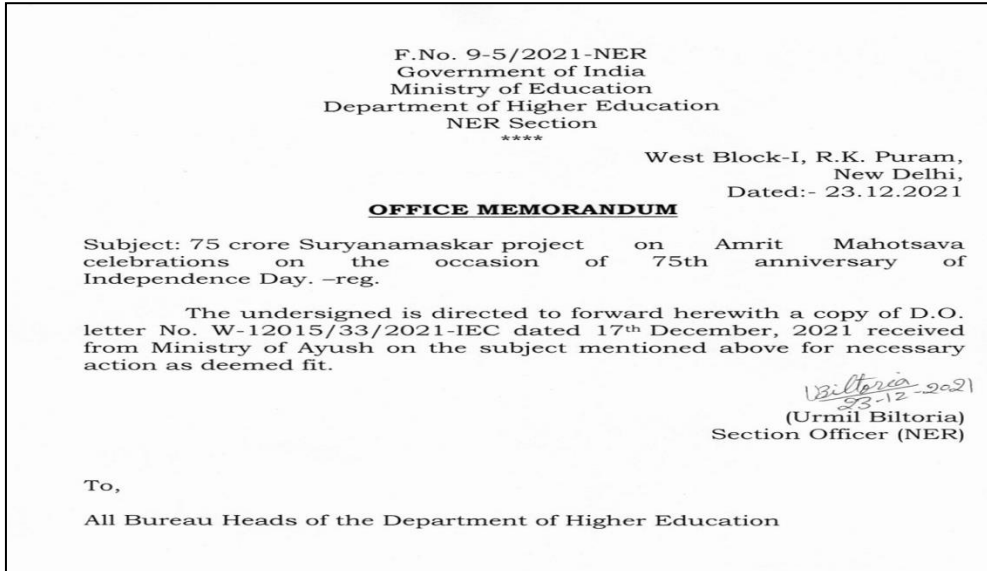 F.No. 9-5/2021-NER
Government of India
Ministry of Education
Department of Higher Education
NER Section
****
West Block-I, R.K. Puram,
New Delhi,
Dated:- 23.12.2021
OFFICE MEMORANDUM
Subject: 75 crore Suryanamaskar project on Amrit Mahotsava
celebrations on the occasion of 75th anniversary of
Independence Day. –reg.
The undersigned is directed to forward herewith a copy of D.O.
letter No. W-12015/33/2021-IEC dated 17th December, 2021 received
from Ministry of Ayush on the subject mentioned above for necessary
action as deemed fit.
UBiltoria
23-12-2021
(Urmil Biltoria)
Section Officer (NER)
To,
All Bureau Heads of the Department of Higher Education